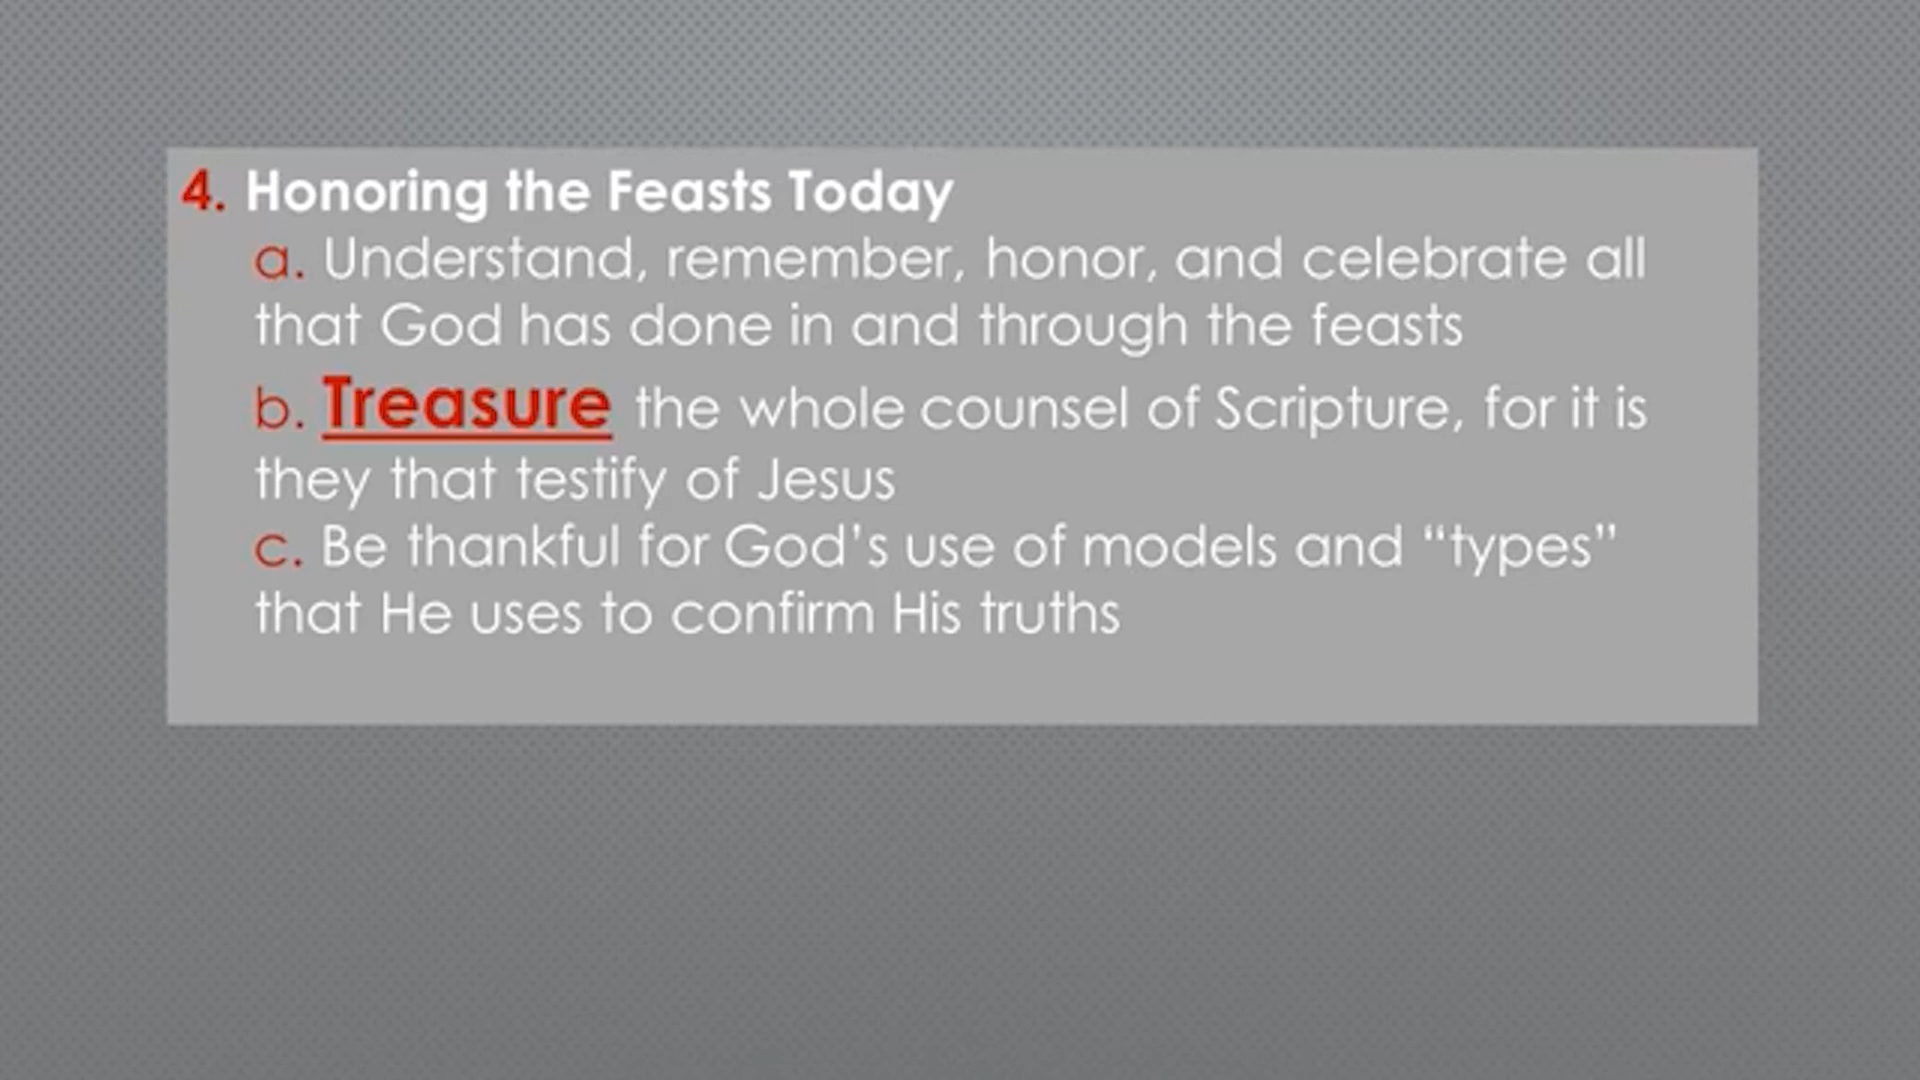 4. Honoring the Feasts Today
a. Understand, remember, honor, and celebrate all
that God has done in and through the feasts
b. Treasure the whole counsel of Scripture, for it is
they that testify of Jesus
c. Be thankful for God’s use of models and “types”
that He uses to confirm His truths